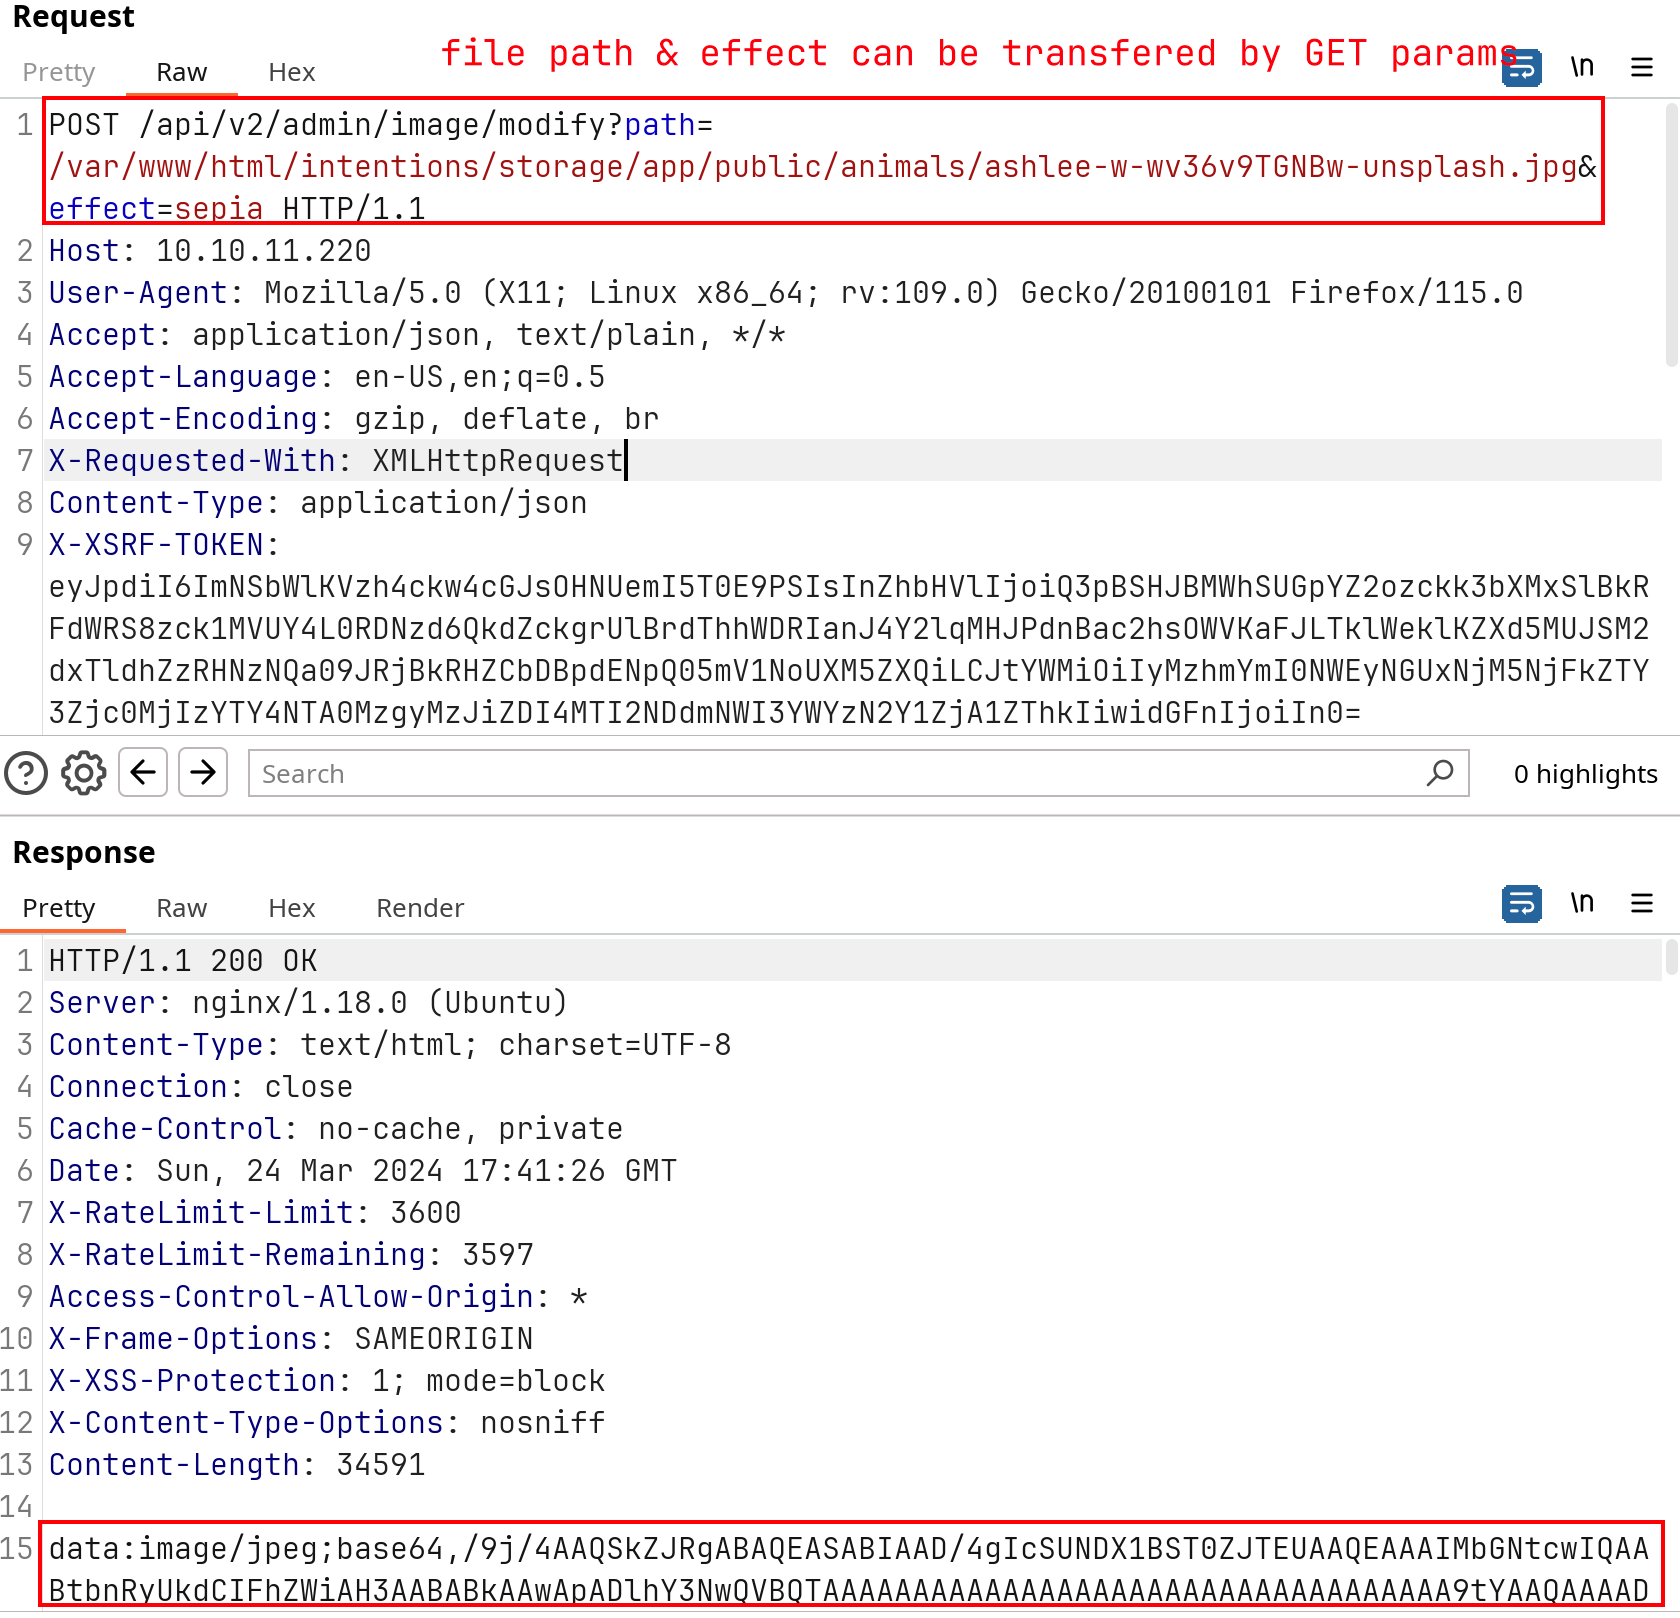 Request
file path & effect can be transfered by GET params
Pretty Raw Hex \n
1 POST /api/v2/admin/image/modify?path=
/var/www/html/intentions/storage/app/public/animals/ashlee-w-wv36v9TGNBw-unsplash.jpg&
effect=sepia HTTP/1.1
2 Host: 10.10.11.220
3 User-Agent: Mozilla/5.0 (X11; Linux x86_64; rv:109.0) Gecko/20100101 Firefox/115.0
4 Accept: application/json, text/plain, */*
5 Accept-Language: en-US,en;q=0.5
6 Accept-Encoding: gzip, deflate, br
7 X-Requested-With: XMLHttpRequest
8 Content-Type: application/json
9 X-XSRF-TOKEN:
eyJpdiI6ImNSbWlKVzh4ckw4cGJsOHNUemI5T0E9PSIsInZhbHVlIjoiQ3pBSHJBMWhSUGpYZ2ozckk3bXMxSlBkR
FdWRS8zck1MVUY4L0RDNzd6QkdZckgrUlBrdThhWDRIanJ4Y2lqMHJPdnBac2hsOWVKaFJLTklWeklKZXd5MUJSM2
dxTldhZzRHNzNQa09JRjBkRHZCbDBpdENpQ05mV1NoUXM5ZXQiLCJtYWMiOiIyMzhmYmI0NWEyNGUxNjM5NjFkZTY
3Zjc0MjIzYTY4NTA0MzgyMzJiZDI4MTI2NDdmNWI3YWYzN2Y1ZjA1ZThkIiwidGFnIjoiIn0=
Search 0 highlights
Response
Pretty Raw Hex Render \n
1 HTTP/1.1 200 OK
2 Server: nginx/1.18.0 (Ubuntu)
3 Content-Type: text/html; charset=UTF-8
4 Connection: close
5 Cache-Control: no-cache, private
6 Date: Sun, 24 Mar 2024 17:41:26 GMT
7 X-RateLimit-Limit: 3600
8 X-RateLimit-Remaining: 3597
9 Access-Control-Allow-Origin: *
10 X-Frame-Options: SAMEORIGIN
11 X-XSS-Protection: 1; mode=block
12 X-Content-Type-Options: nosniff
13 Content-Length: 34591
14
15 data:image/jpeg;base64,/9j/4AAQSkZJRgABAQEASABIAAD/4gIcSUNDX1BST0ZJTEUAAQEAAAIMbGNtcwIQAA
BtbnRyUkdCIFhZWiAH3AABABkAAwApADlhY3NwQVBQTAAAAAAAAAAAAAAAAAAAAAAAAAAAAAAAAAAA9tYAAQAAAAD